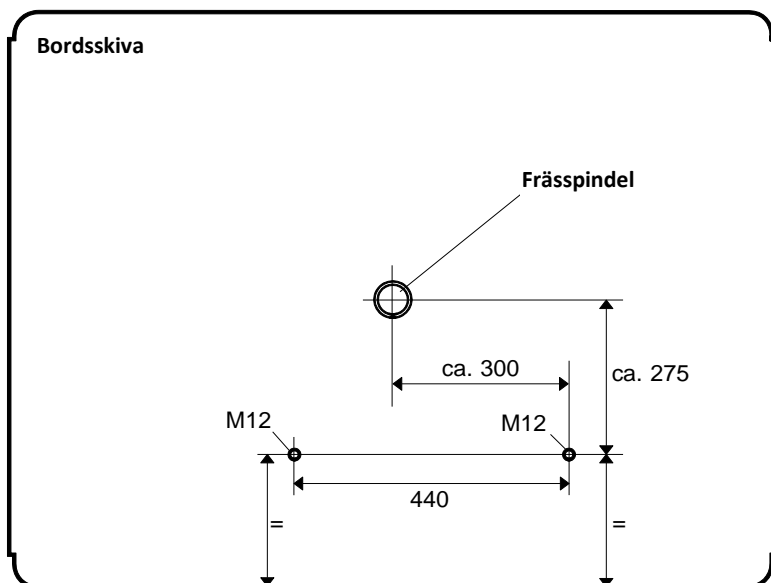 Bordsskiva
Frässpindel
ca. 300
ca. 275
M12
M12
440
=
=